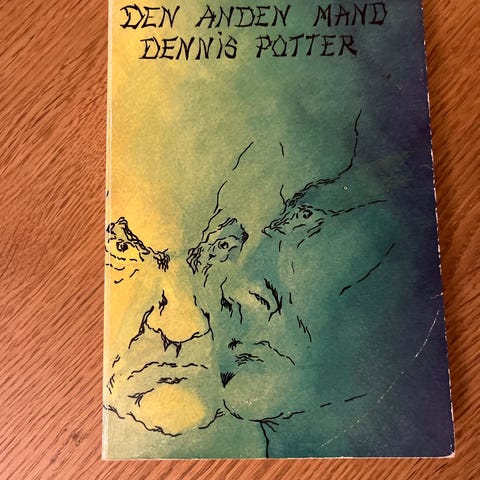 DEN ANDEN MAND
DENNIS POTTER